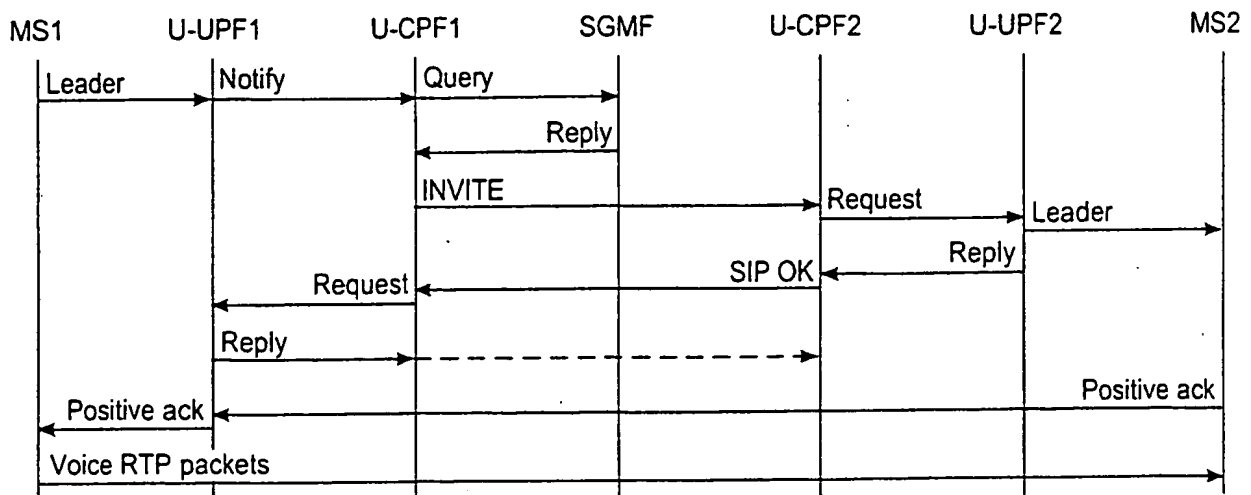 MS1 U-UPF1 U-CPF1 SGMF U-CPF2 U-UPF2 MS2
Leader Notify Query
Reply
INVITE Request Leader
Reply
SIP OK
Request
Reply
Positive ack
Positive ack
Voice RTP packets